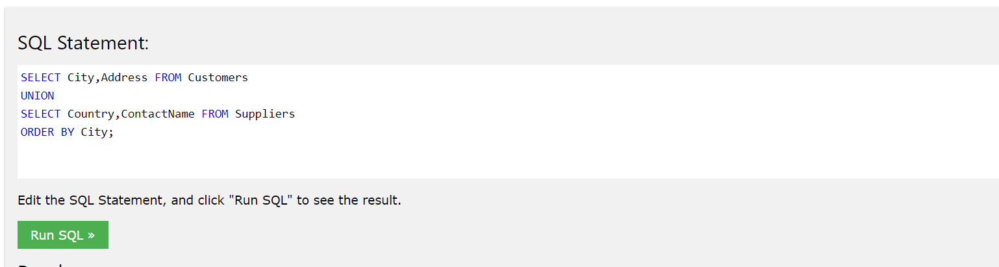 SQL Statement:
SELECT City,Address FROM Customers
UNION
SELECT Country,ContactName FROM Suppliers
ORDER BY City;
Edit the SQL Statement, and click "Run SQL" to see the result.
Run SQL »